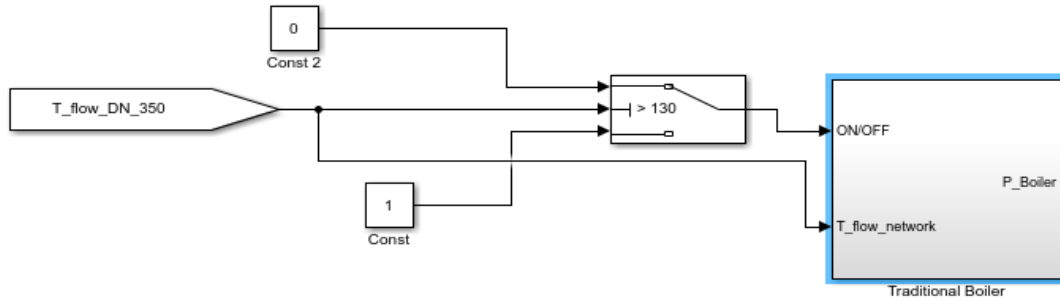 0
Const 2
T_flow_DN_350
> 130
ON/OFF
P_Boiler
1
Const
T_flow_network
Traditional Boiler